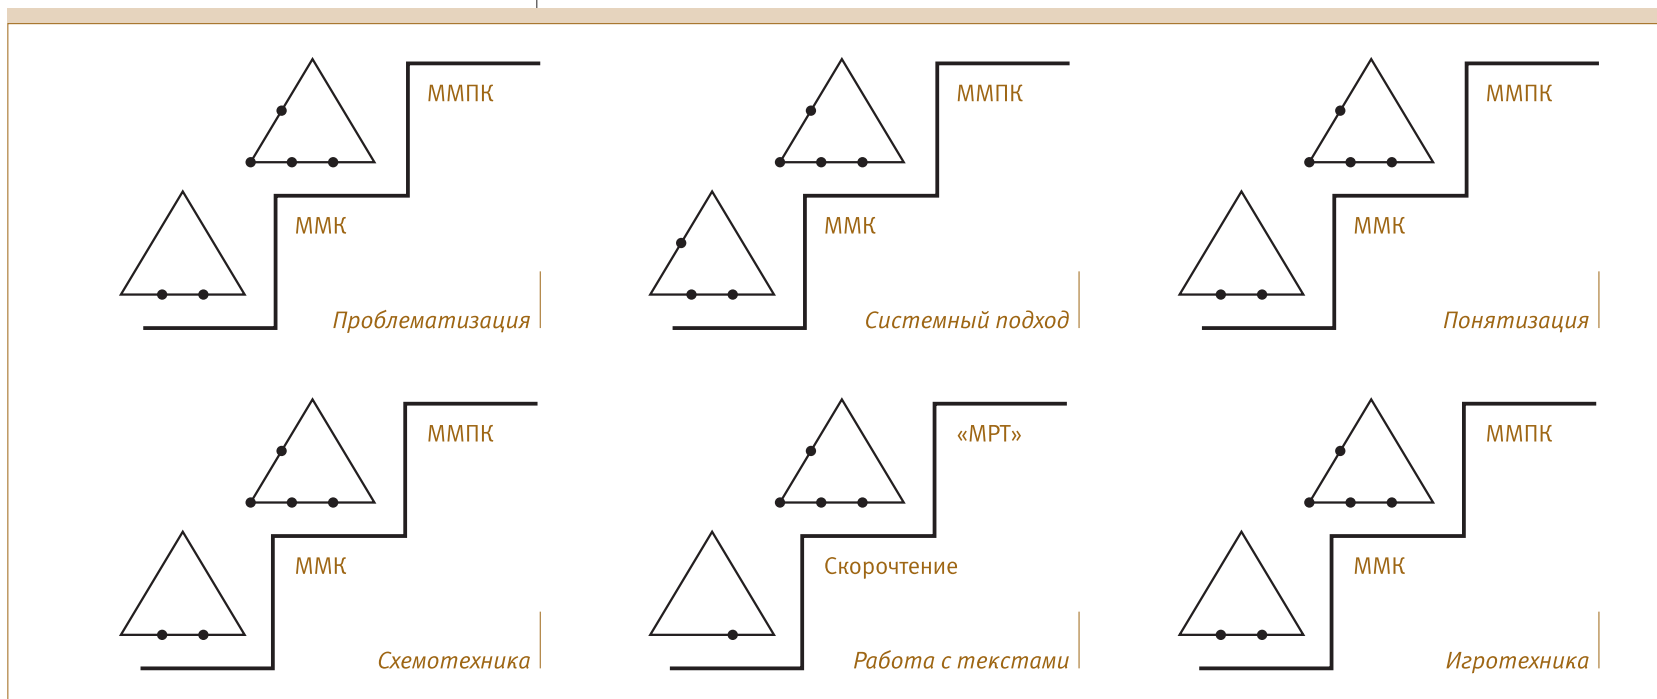 ММПК
ММК
Проблематизация
ММПК
ММК
Системный подход
ММПК
ММК
Понятизация
ММПК
ММК
Схемотехника
«МРТ»
Скорочтение
Работа с текстами
ММПК
ММК
Игротехника